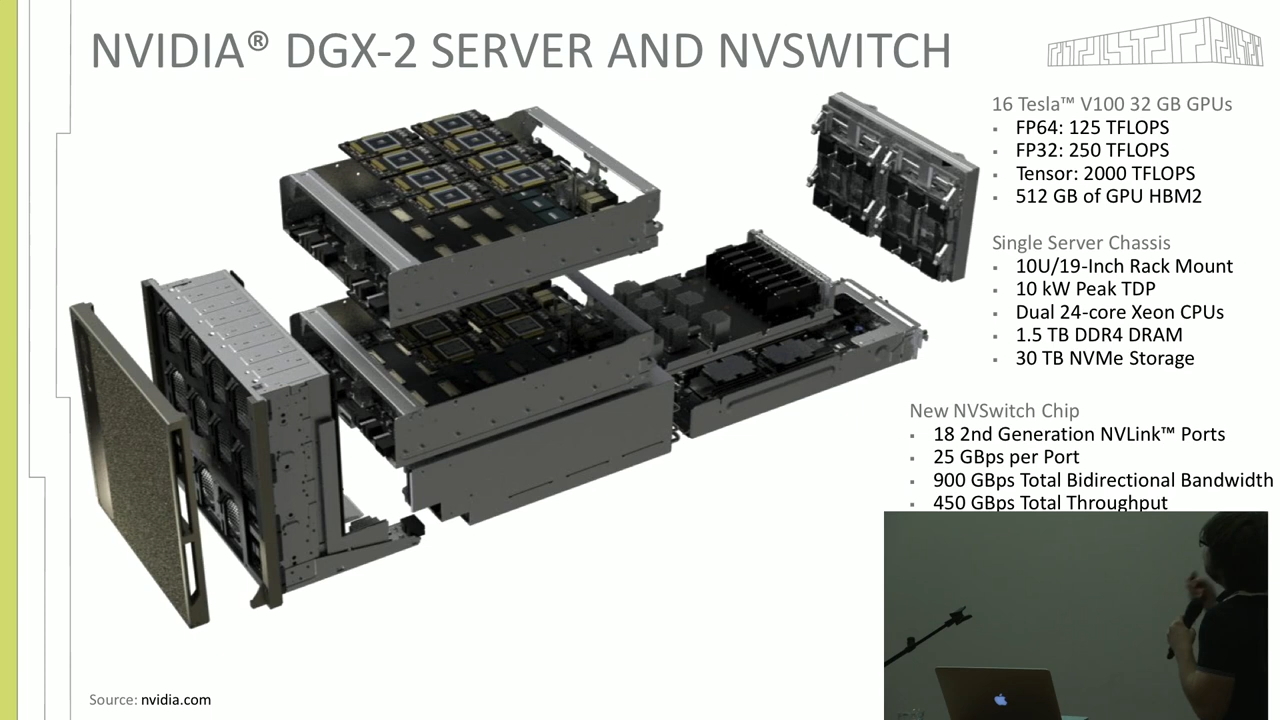 NVIDIA® DGX-2 SERVER AND NVSWITCH
16 Tesla™ V100 32 GB GPUs
▪ FP64: 125 TFLOPS
▪ FP32: 250 TFLOPS
▪ Tensor: 2000 TFLOPS
▪ 512 GB of GPU HBM2
Single Server Chassis
▪ 10U/19-Inch Rack Mount
▪ 10 kW Peak TDP
▪ Dual 24-core Xeon CPUs
▪ 1.5 TB DDR4 DRAM
▪ 30 TB NVMe Storage
New NVSwitch Chip
▪ 18 2nd Generation NVLink™ Ports
▪ 25 GBps per Port
▪ 900 GBps Total Bidirectional Bandwidth
▪ 450 GBps Total Throughput
Source: nvidia.com